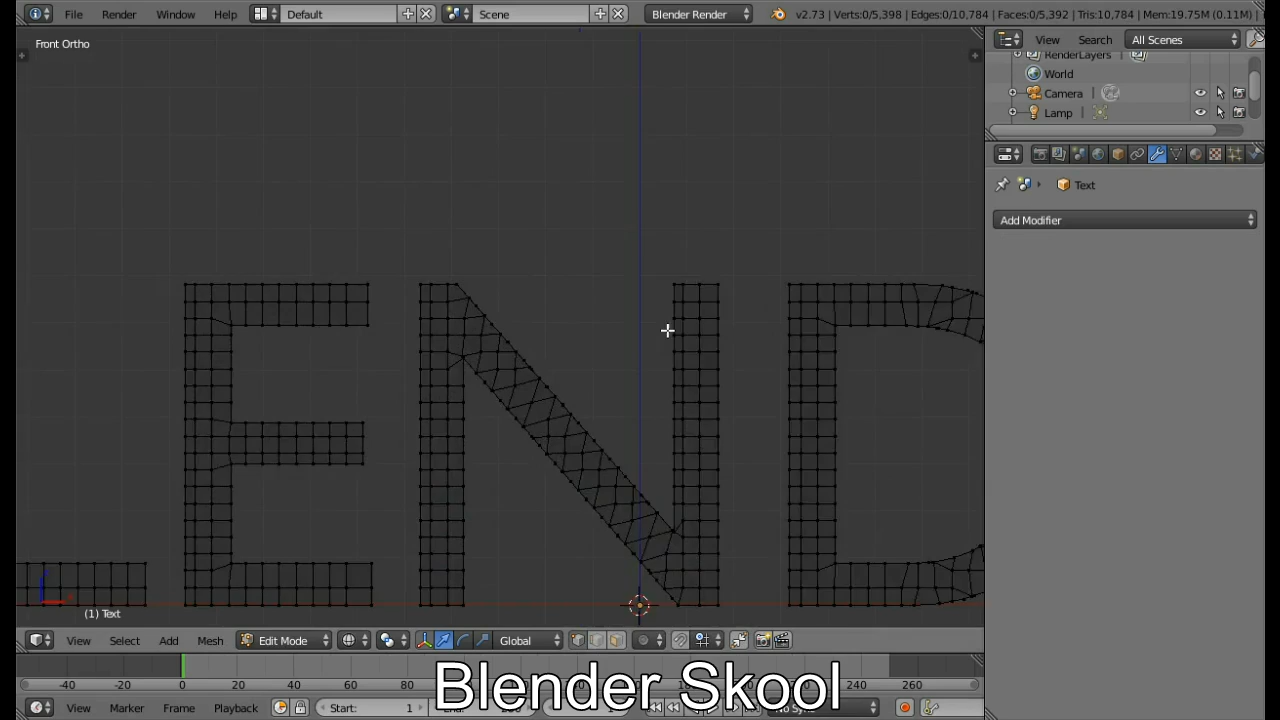 File Render Window Help Default Scene Blender Render v2.73 | Verts:0/5,398 | Edges:0/10,784 | Faces:0/5,392 | Tris:10,784 | Mem:19.75M (0.11M) |
Front Ortho
View Search All Scenes
RenderLayers
World
Camera
Lamp
Text
Add Modifier
END
(1) Text
View Select Add Mesh Edit Mode Global
-40 -20 0 20 40 60 80 240 260
Blender Skool
View Marker Frame Playback Start: 1